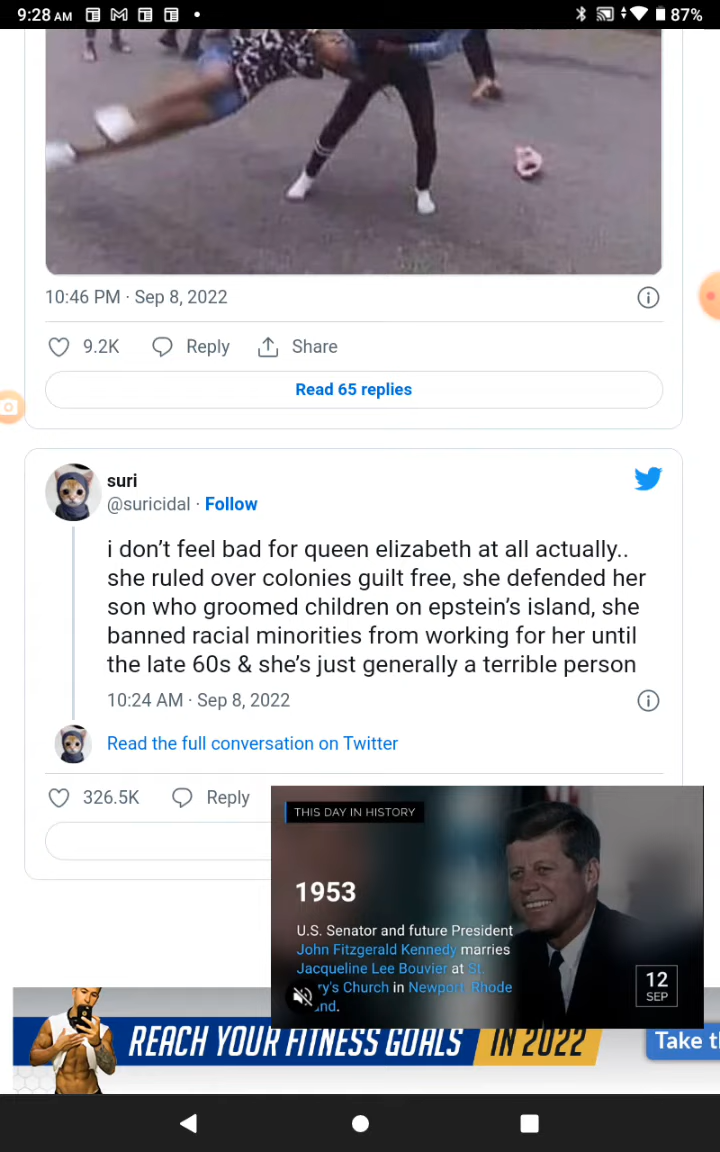 9:28 AM
87%
10:46 PM · Sep 8, 2022
9.2K Reply Share
Read 65 replies
suri
@suricidal · Follow
i don’t feel bad for queen elizabeth at all actually..
she ruled over colonies guilt free, she defended her
son who groomed children on epstein’s island, she
banned racial minorities from working for her until
the late 60s & she’s just generally a terrible person
10:24 AM · Sep 8, 2022
Read the full conversation on Twitter
326.5K Reply
THIS DAY IN HISTORY
1953
U.S. Senator and future President
John Fitzgerald Kennedy marries
Jacqueline Lee Bouvier at St.
ry's Church in Newport, Rhode
nd.
12
SEP
REACH YOUR FITNESS GOALS IN 2022
Take t